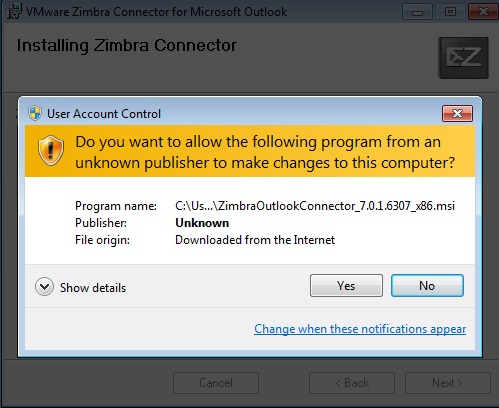 VMware Zimbra Connector for Microsoft Outlook
Installing Zimbra Connector
User Account Control
Do you want to allow the following program from an
unknown publisher to make changes to this computer?
Program name: C:\Us...\ZimbraOutlookConnector_7.0.1.6307_x86.msi
Publisher: Unknown
File origin: Downloaded from the Internet
Show details
Yes
No
Change when these notifications appear
Cancel
< Back
Next >